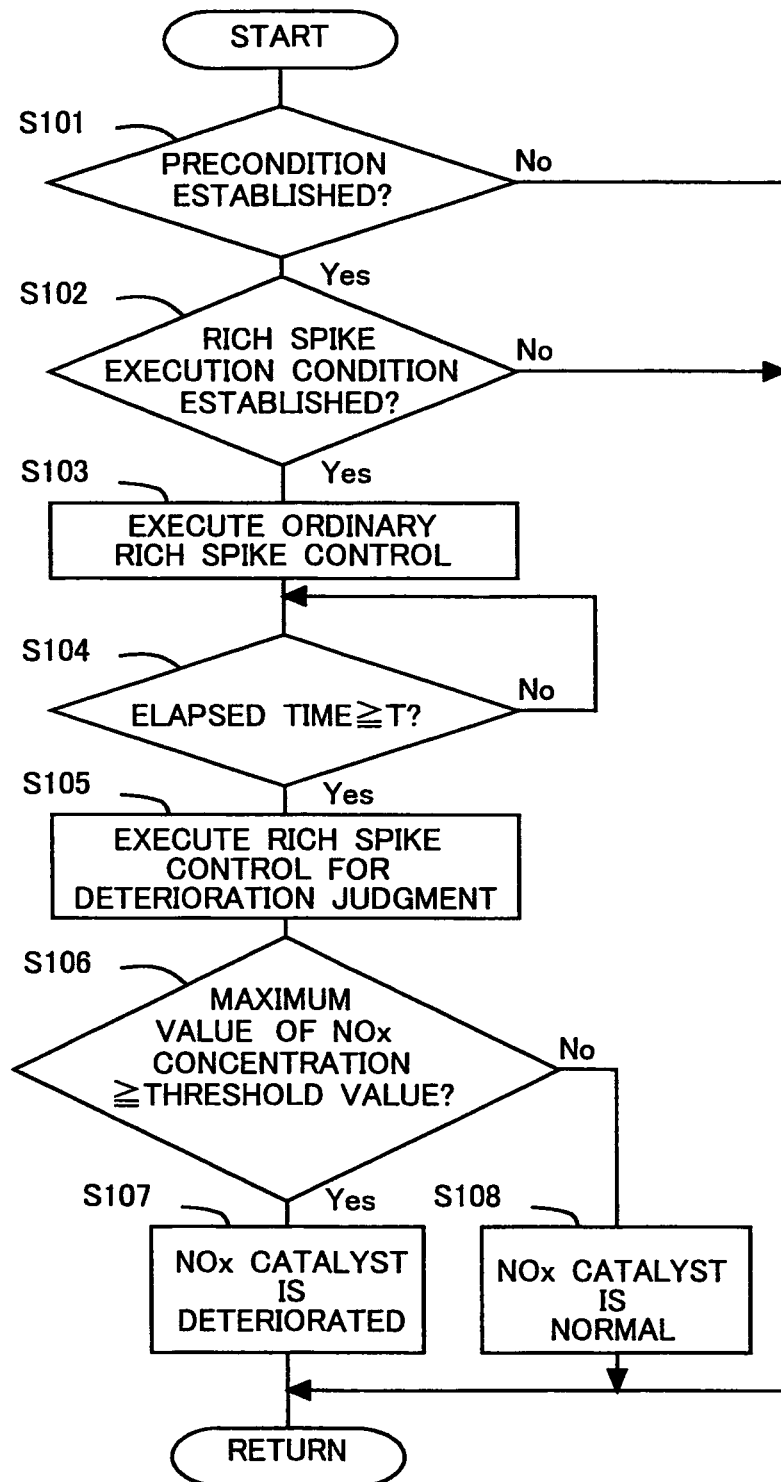 START
S101
PRECONDITION
ESTABLISHED?
No
Yes
S102
RICH SPIKE
EXECUTION CONDITION
ESTABLISHED?
No
Yes
S103
EXECUTE ORDINARY
RICH SPIKE CONTROL
S104
ELAPSED TIME≧T?
No
Yes
S105
EXECUTE RICH SPIKE
CONTROL FOR
DETERIORATION JUDGMENT
S106
MAXIMUM
VALUE OF NOx
CONCENTRATION
≧THRESHOLD VALUE?
No
Yes
S107
NOx CATALYST
IS
DETERIORATED
S108
NOx CATALYST
IS
NORMAL
RETURN